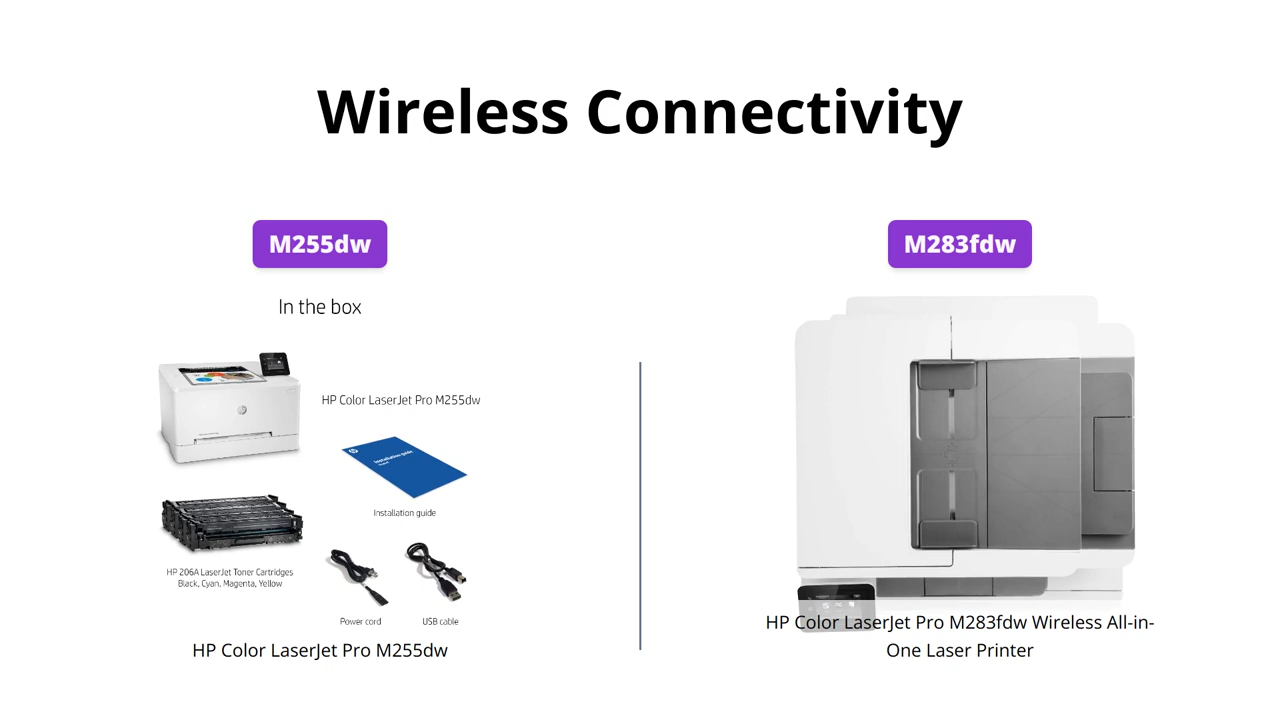 Wireless Connectivity
M255dw
In the box
HP Color LaserJet Pro M255dw
Installation guide
Installation guide
HP 206A LaserJet Toner Cartridges
Black, Cyan, Magenta, Yellow
Power cord
USB cable
HP Color LaserJet Pro M255dw
M283fdw
HP Color LaserJet Pro M283fdw Wireless All-in-
One Laser Printer